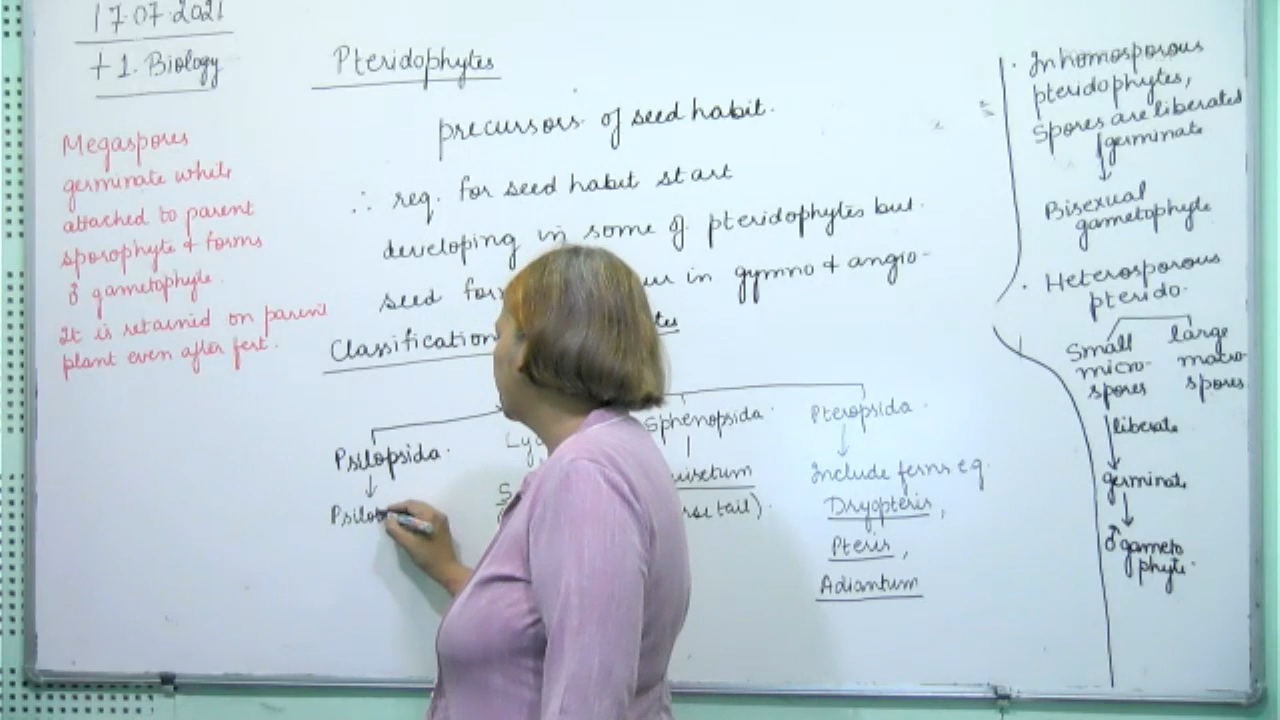 17.07.2021
+1. Biology
Pteridophytes
Megaspores
germinate while
attached to parent
sporophyte & forms
♂ gametophyte.
It is retained on parent
plant even after fert.
precursors of seed habit.
∴ req. for seed habit start
developing in some of pteridophytes but
seed in gymno & angio-
Classification
Psilopsida.
Sphenopsida.
Pteropsida.
Include ferns eg.
Dryopteris,
Pteris,
Adiantum
. In homosporous
pteridophytes,
Spores are liberated
germinate
Bisexual
gametophyte
. Heterosporous
pterido.
Small
micro-
spores
large
macro
spores
liberate
germinate
♂ gameto
phyte.